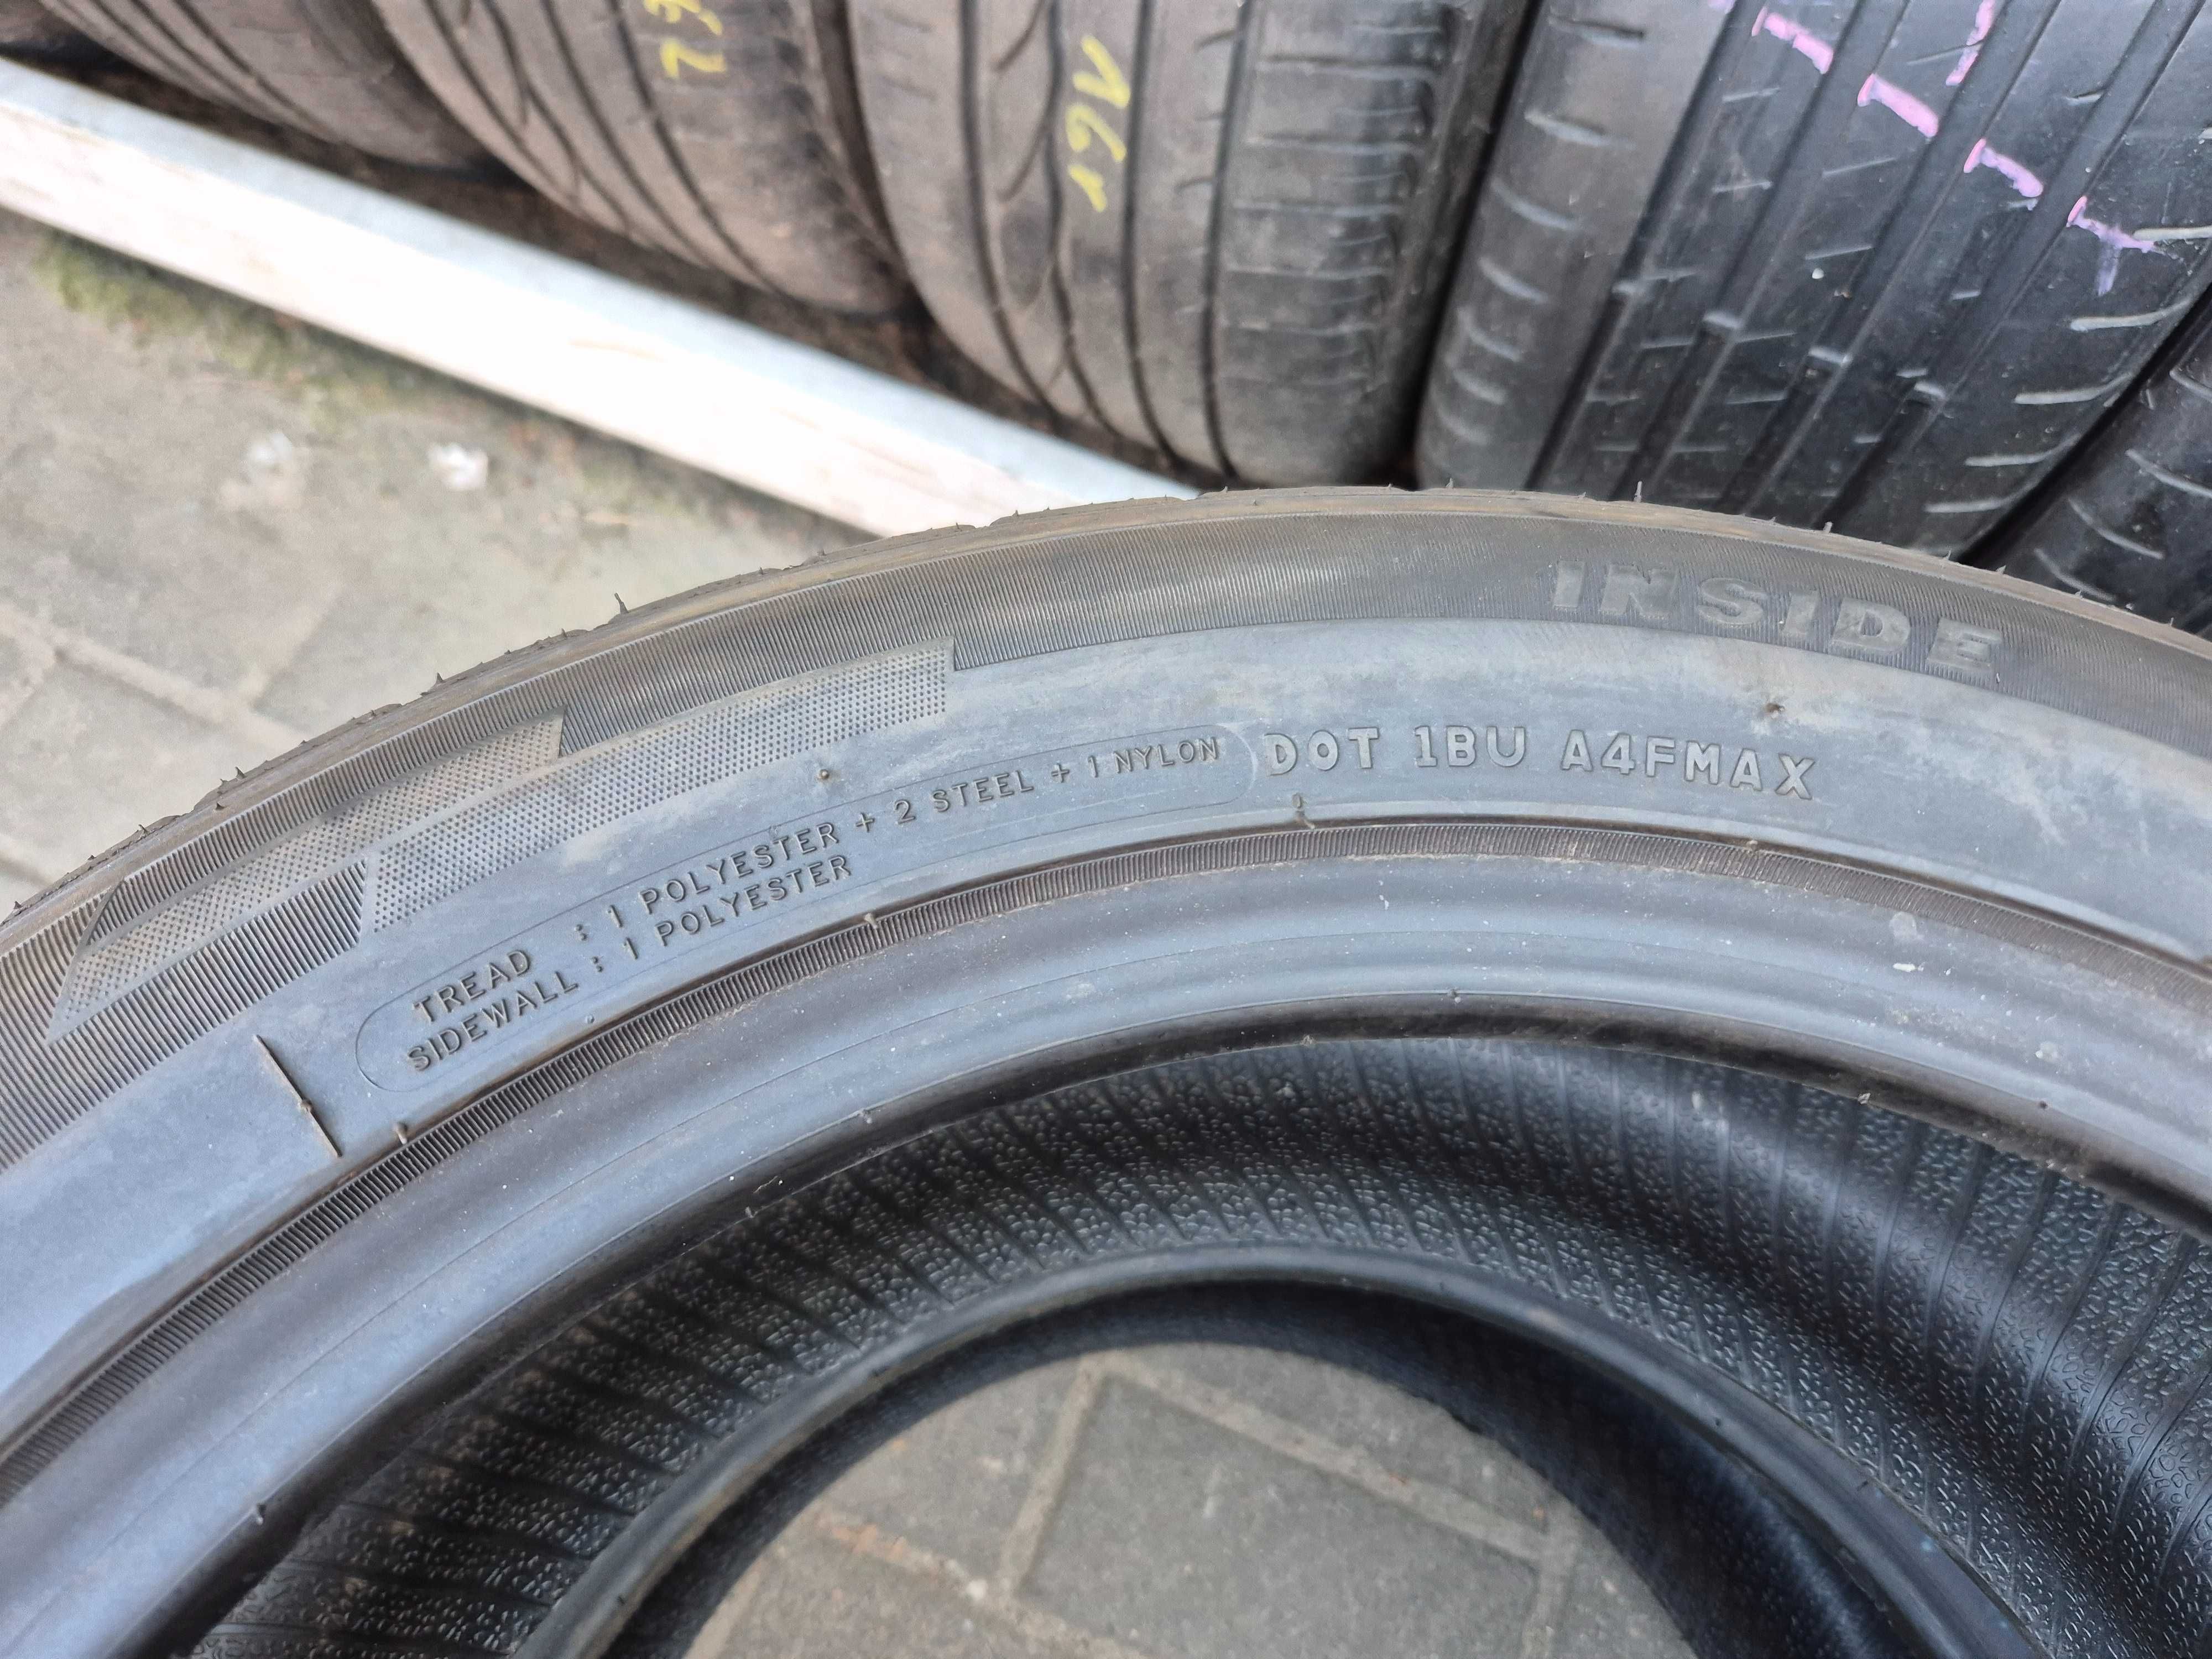 INSIDE
DOT 1BU A4FMAX
TREAD : 1 POLYESTER + 2 STEEL + 1 NYLON
SIDEWALL : 1 POLYESTER